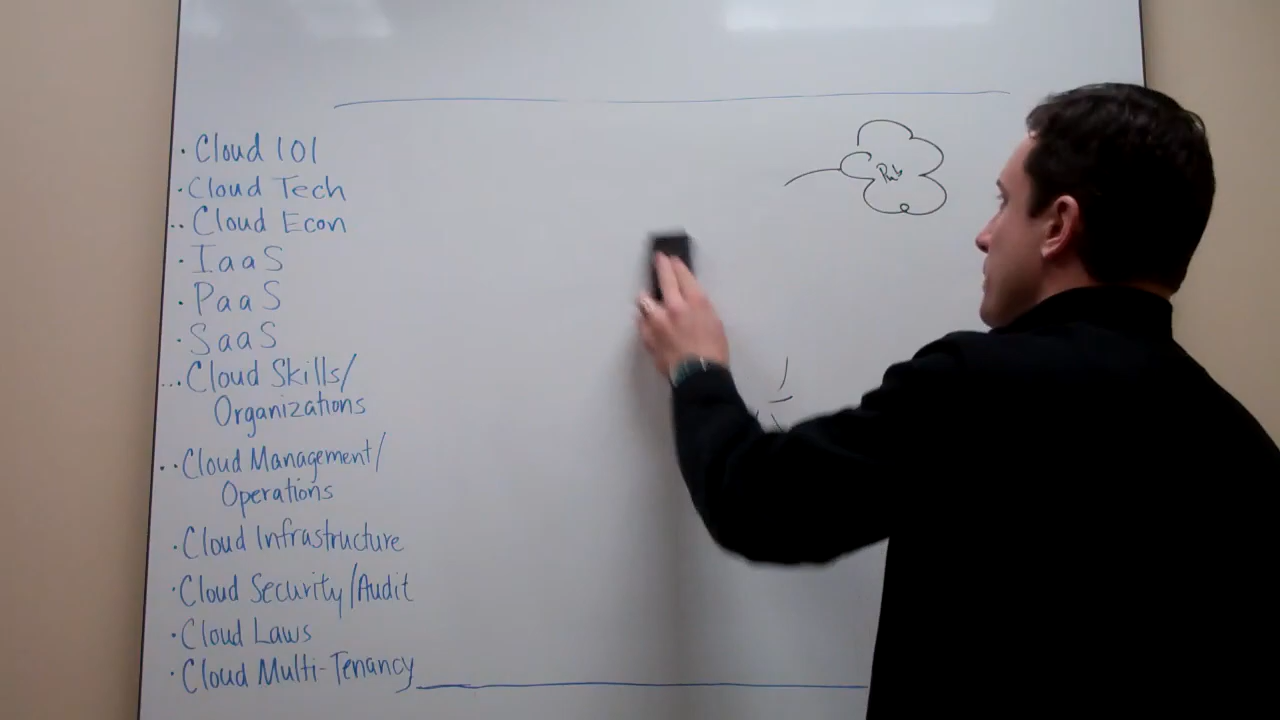 · Cloud 101
· Cloud Tech
.. Cloud Econ
· IaaS
· PaaS
· SaaS
... Cloud Skills/
Organizations
.. Cloud Management/
Operations
· Cloud Infrastructure
· Cloud Security/Audit
· Cloud Laws
· Cloud Multi-Tenancy
Pub